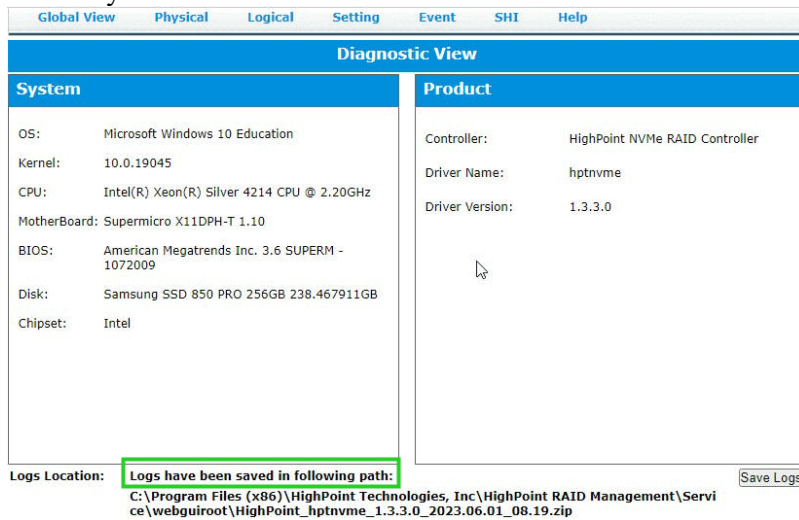 Global View Physical Logical Setting Event SHI Help
Diagnostic View
System
OS: Microsoft Windows 10 Education
Kernel: 10.0.19045
CPU: Intel(R) Xeon(R) Silver 4214 CPU @ 2.20GHz
MotherBoard: Supermicro X11DPH-T 1.10
BIOS: American Megatrends Inc. 3.6 SUPERM -
1072009
Disk: Samsung SSD 850 PRO 256GB 238.467911GB
Chipset: Intel
Product
Controller: HighPoint NVMe RAID Controller
Driver Name: hptnvme
Driver Version: 1.3.3.0
Logs Location: Logs have been saved in following path:
Save Logs
C:\Program Files (x86)\HighPoint Technologies, Inc\HighPoint RAID Management\Servi
ce\webguiroot\HighPoint_hptnvme_1.3.3.0_2023.06.01_08.19.zip